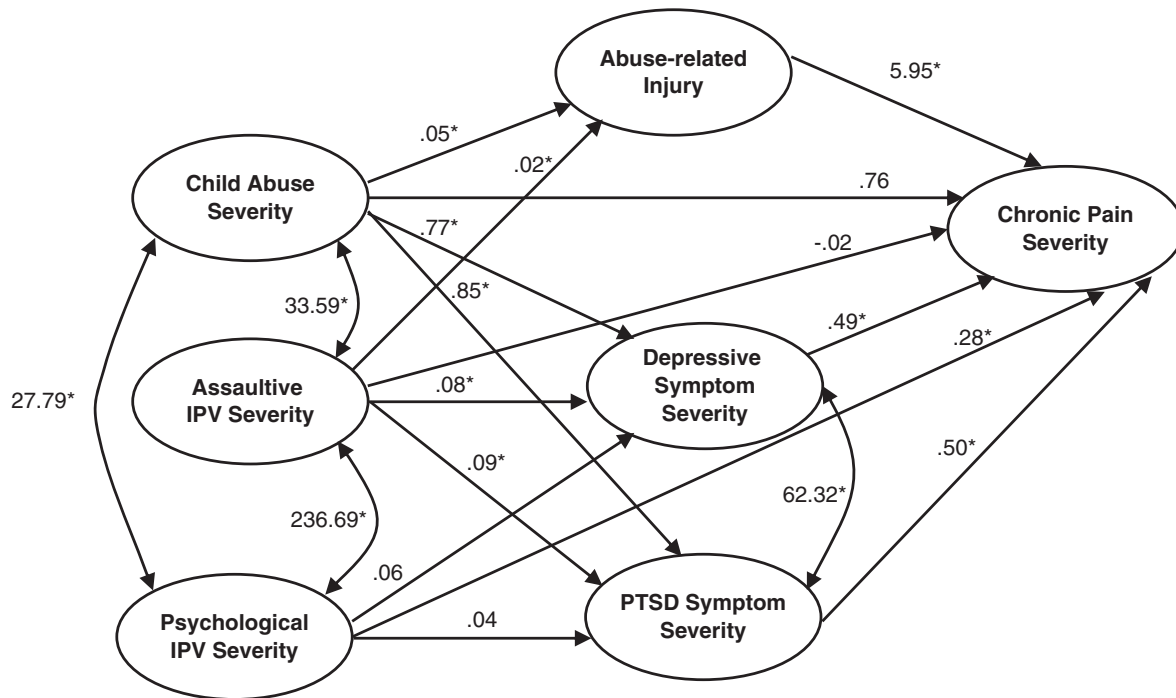 Abuse-related
Injury
5.95*
.05*
.02*
Child Abuse
Severity
.76
Chronic Pain
Severity
.77*
-.02
.85*
33.59*
.49*
.28*
Depressive
Symptom
Severity
Assaultive
IPV Severity
.08*
27.79*
.09*
.50*
62.32*
236.69*
.06
PTSD Symptom
Severity
Psychological
IPV Severity
.04